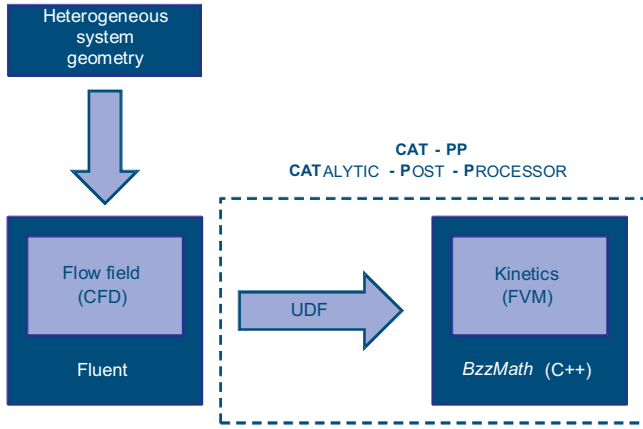 Heterogeneous
system
geometry
CAT - PP
CATALYTIC - POST - PROCESSOR
Flow field
(CFD)
Fluent
UDF
Kinetics
(FVM)
BzzMath (C++)